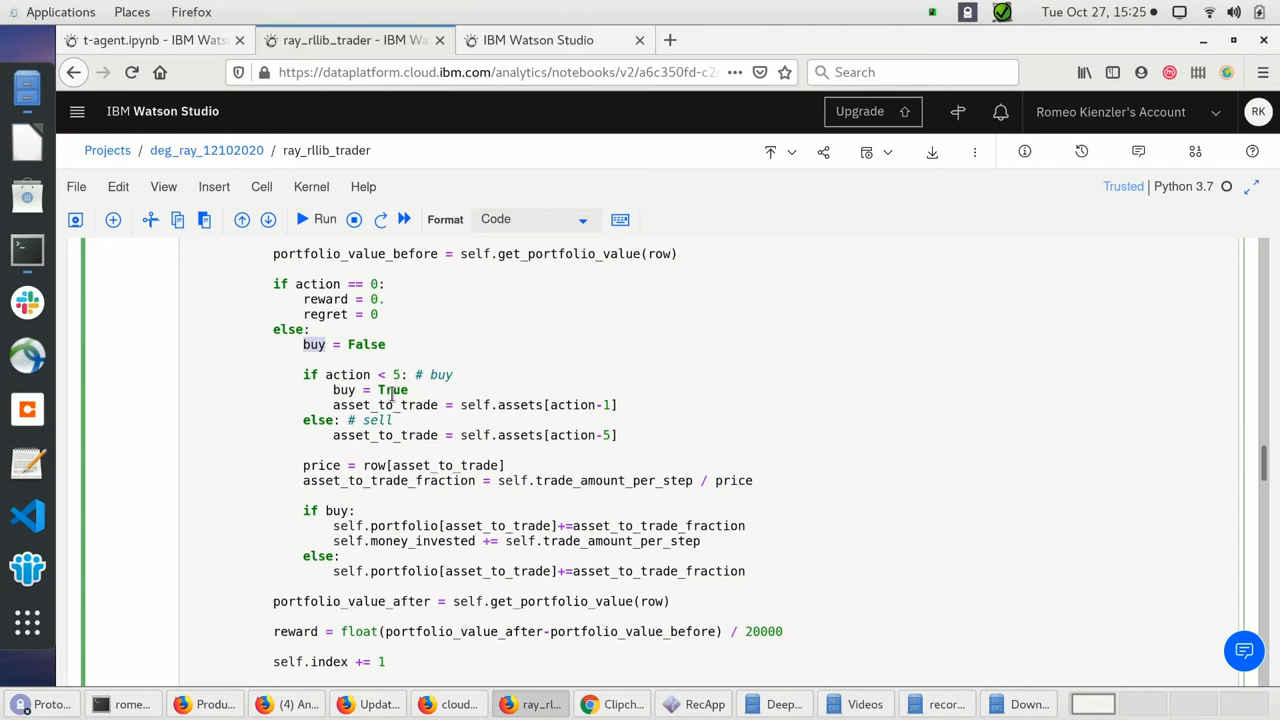 Applications Places Firefox Tue Oct 27, 15:25
t-agent.ipynb - IBM Wats
ray_rllib_trader - IBM Wa
IBM Watson Studio
https://dataplatform.cloud.ibm.com/analytics/notebooks/v2/a6c350fd-c2
Search
IBM Watson Studio
Upgrade
Romeo Kienzler's Account
RK
Projects / deg_ray_12102020 / ray_rllib_trader
File Edit View Insert Cell Kernel Help
Trusted | Python 3.7
Run
Format
Code
portfolio_value_before = self.get_portfolio_value(row)
if action == 0:
reward = 0.
regret = 0
else:
buy = False
if action < 5: # buy
buy = True
asset_to_trade = self.assets[action-1]
else: # sell
asset_to_trade = self.assets[action-5]
price = row[asset_to_trade]
asset_to_trade_fraction = self.trade_amount_per_step / price
if buy:
self.portfolio[asset_to_trade]+=asset_to_trade_fraction
self.money_invested += self.trade_amount_per_step
else:
self.portfolio[asset_to_trade]+=asset_to_trade_fraction
portfolio_value_after = self.get_portfolio_value(row)
reward = float(portfolio_value_after-portfolio_value_before) / 20000
self.index += 1
Proto...
rome...
Produ...
(4) An...
Updat...
cloud...
ray_rl...
Clipch...
RecApp
Deep...
Videos
recor...
Down...